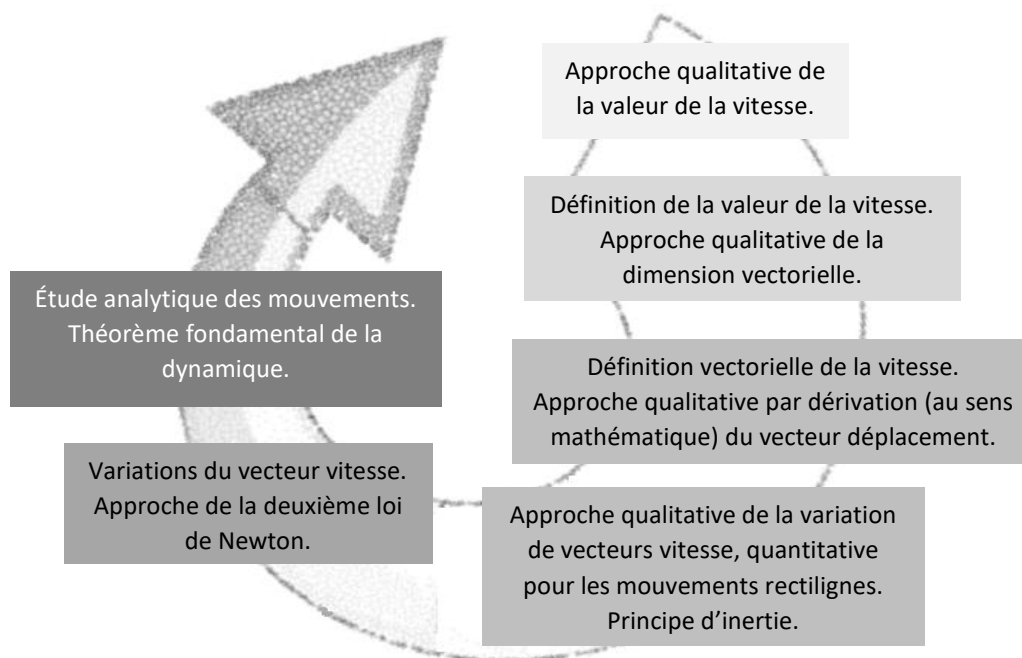 Approche qualitative de
la valeur de la vitesse.
Définition de la valeur de la vitesse.
Approche qualitative de la
dimension vectorielle.
Définition vectorielle de la vitesse.
Approche qualitative par dérivation (au sens
mathématique) du vecteur déplacement.
Approche qualitative de la variation
de vecteurs vitesse, quantitative
pour les mouvements rectilignes.
Principe d’inertie.
Variations du vecteur vitesse.
Approche de la deuxième loi
de Newton.
Étude analytique des mouvements.
Théorème fondamental de la
dynamique.